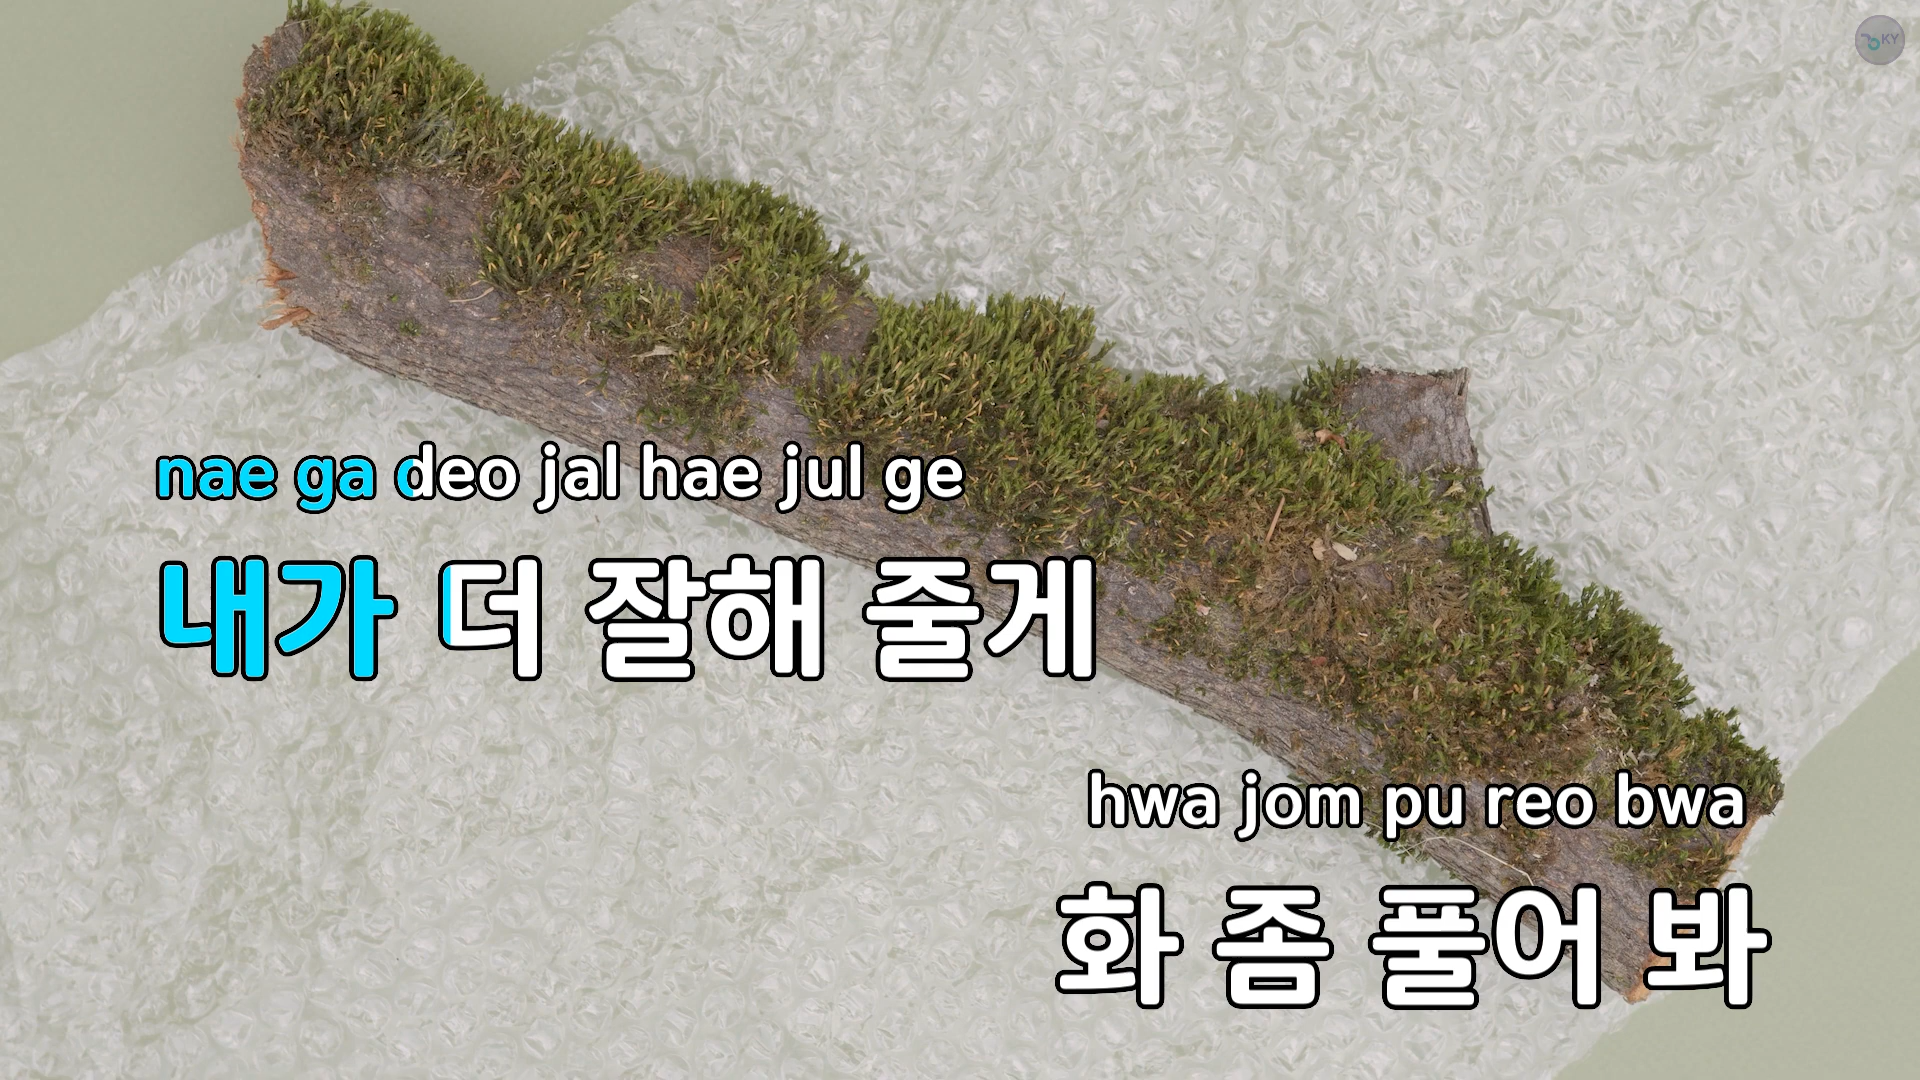 KY
nae ga deo jal hae jul ge
내가 더 잘해 줄게
hwa jom pu reo bwa
화 좀 풀어 봐